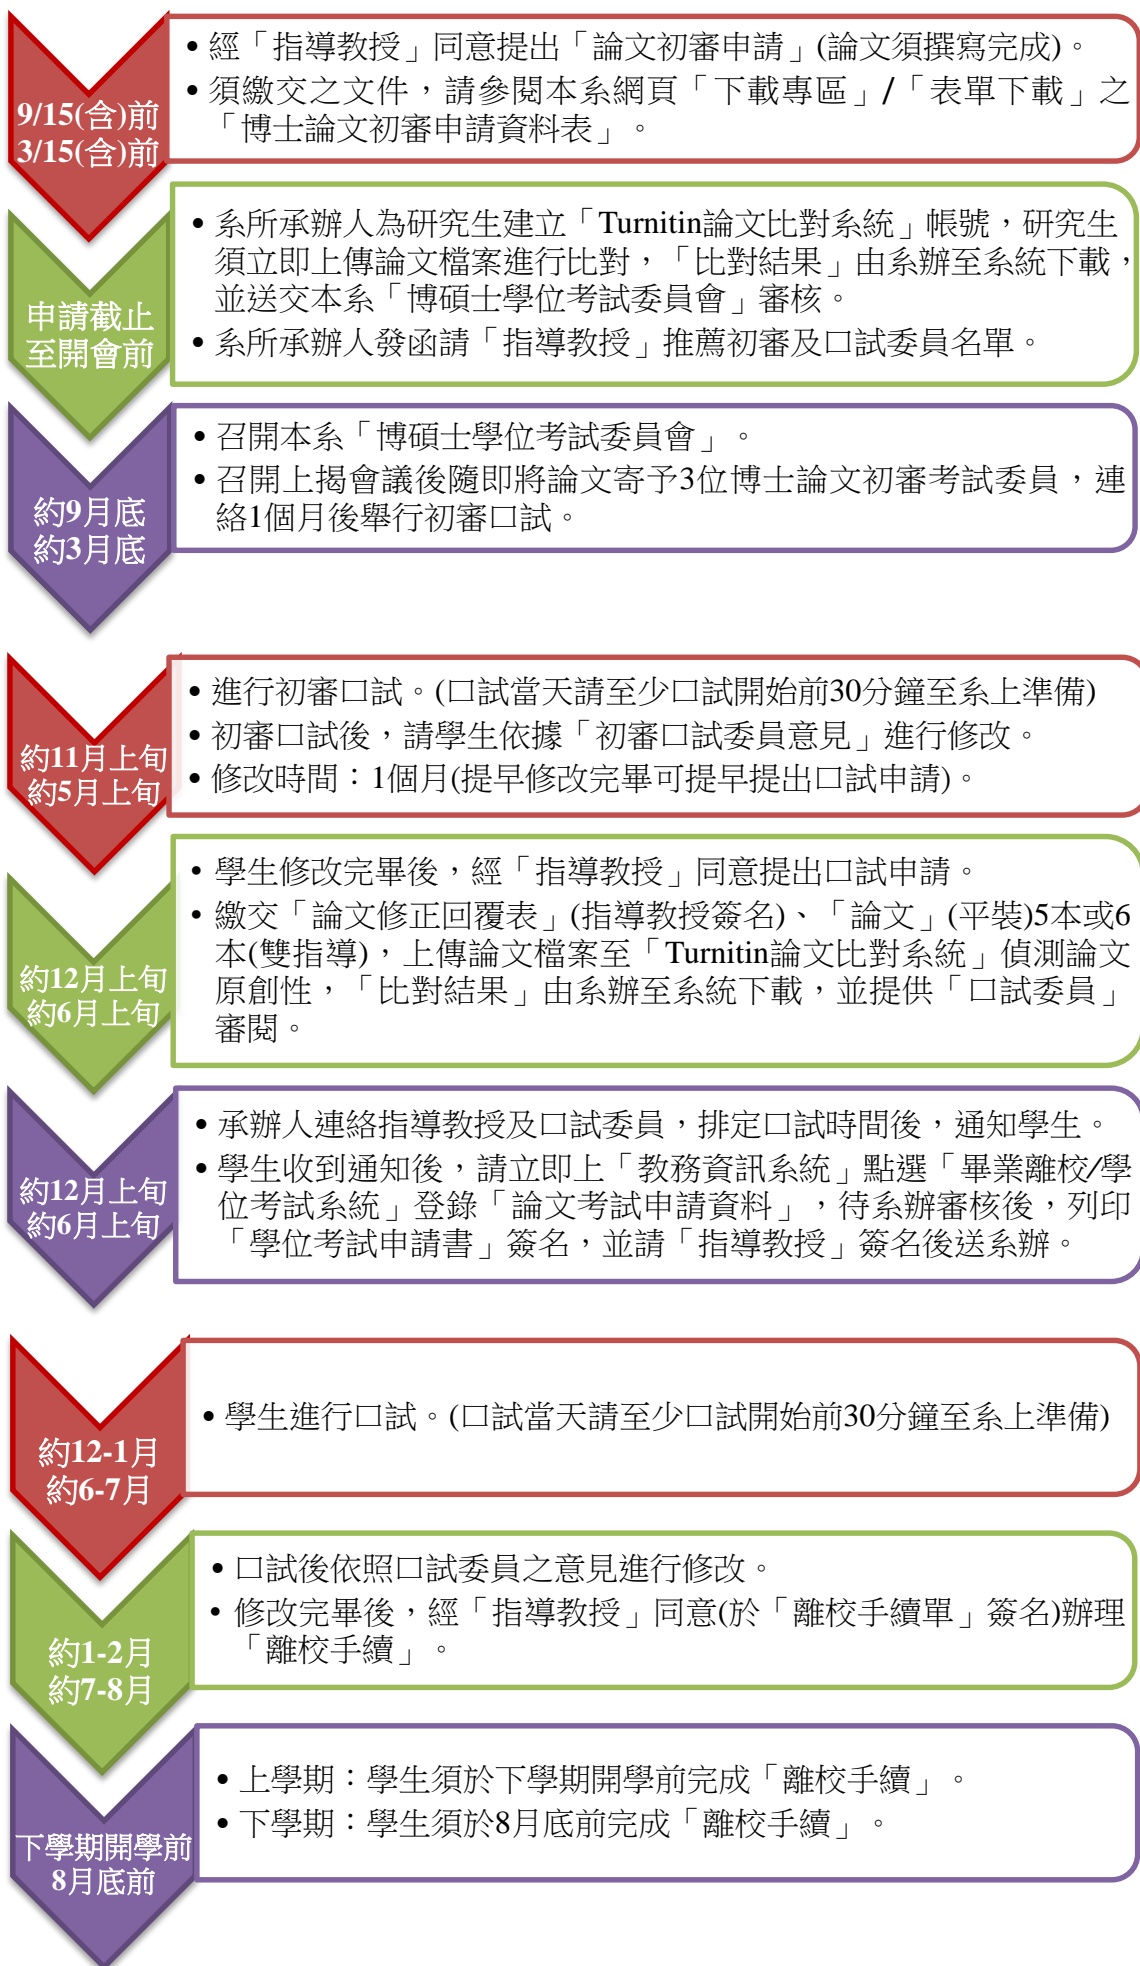 9/15(含)前
3/15(含)前
• 經「指導教授」同意提出「論文初審申請」(論文須撰寫完成)。
• 須繳交之文件，請參閱本系網頁「下載專區」/「表單下載」之
「博士論文初審申請資料表」。
申請截止
至開會前
• 系所承辦人為研究生建立「Turnitin論文比對系統」帳號，研究生
須立即上傳論文檔案進行比對，「比對結果」由系辦至系統下載，
並送交本系「博碩士學位考試委員會」審核。
• 系所承辦人發函請「指導教授」推薦初審及口試委員名單。
約9月底
約3月底
• 召開本系「博碩士學位考試委員會」。
• 召開上揭會議後隨即將論文寄予3位博士論文初審考試委員，連
絡1個月後舉行初審口試。
約11月上旬
約5月上旬
• 進行初審口試。(口試當天請至少口試開始前30分鐘至系上準備)
• 初審口試後，請學生依據「初審口試委員意見」進行修改。
• 修改時間：1個月(提早修改完畢可提早提出口試申請)。
約12月上旬
約6月上旬
• 學生修改完畢後，經「指導教授」同意提出口試申請。
• 繳交「論文修正回覆表」(指導教授簽名)、「論文」(平裝)5本或6
本(雙指導)，上傳論文檔案至「Turnitin論文比對系統」偵測論文
原創性，「比對結果」由系辦至系統下載，並提供「口試委員」
審閱。
約12月上旬
約6月上旬
• 承辦人連絡指導教授及口試委員，排定口試時間後，通知學生。
• 學生收到通知後，請立即上「教務資訊系統」點選「畢業離校/學
位考試系統」登錄「論文考試申請資料」，待系辦審核後，列印
「學位考試申請書」簽名，並請「指導教授」簽名後送系辦。
約12-1月
約6-7月
• 學生進行口試。(口試當天請至少口試開始前30分鐘至系上準備)
約1-2月
約7-8月
• 口試後依照口試委員之意見進行修改。
• 修改完畢後，經「指導教授」同意(於「離校手續單」簽名)辦理
「離校手續」。
下學期開學前
8月底前
• 上學期：學生須於下學期開學前完成「離校手續」。
• 下學期：學生須於8月底前完成「離校手續」。